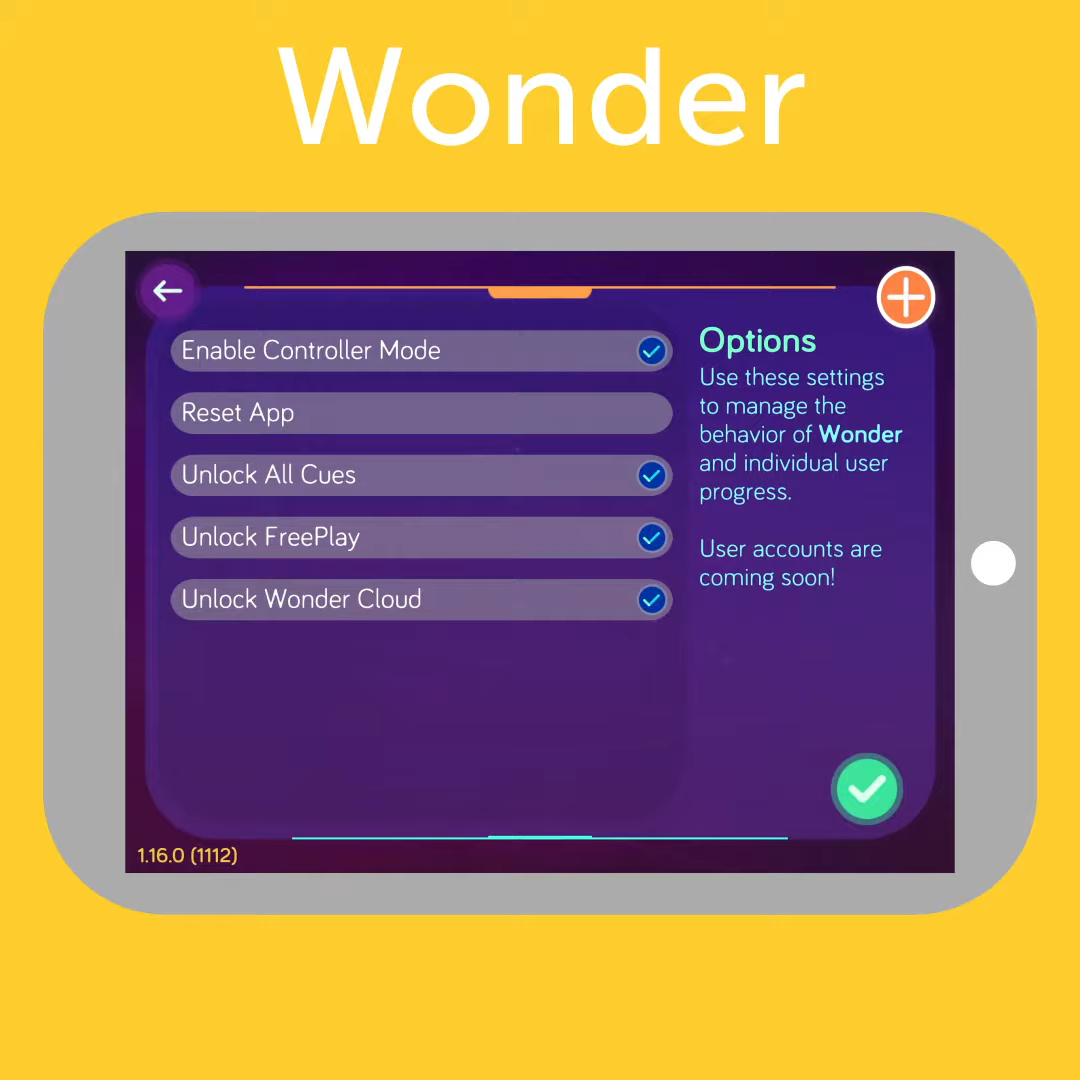 Wonder
Enable Controller Mode
Reset App
Unlock All Cues
Unlock FreePlay
Unlock Wonder Cloud
Options
Use these settings
to manage the
behavior of Wonder
and individual user
progress.
User accounts are
coming soon!
1.16.0 (1112)